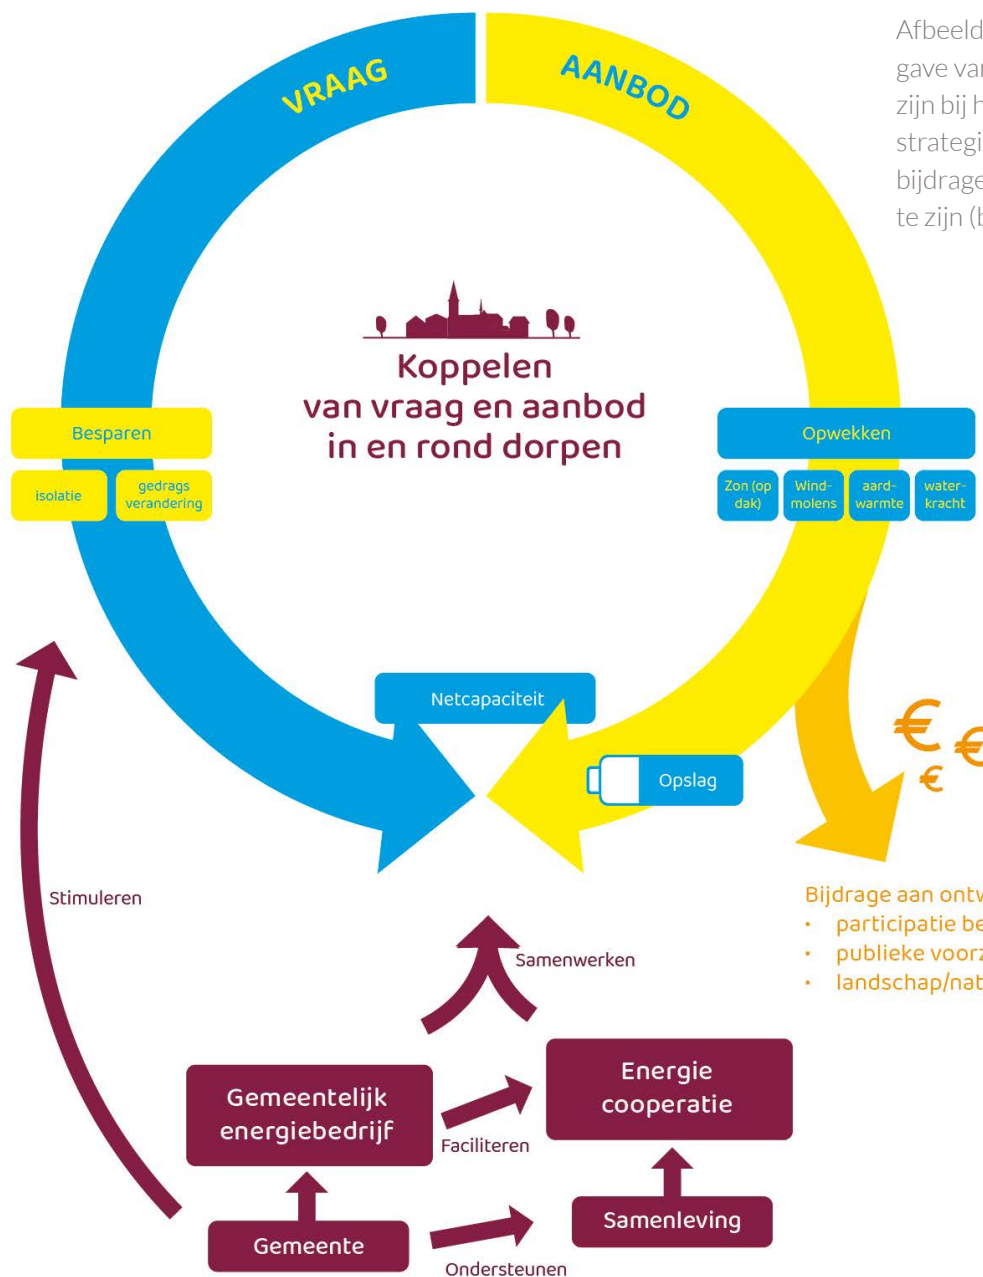 VRAAG
AANBOD
Afbeeld
gave van
zijn bij h
strategi
bijdrage
te zijn (b
Koppelen
van vraag en aanbod
in en rond dorpen
Besparen
isolatie
gedrags
verandering
Opwekken
Zon (op
dak)
Wind-
molens
aard-
warmte
water-
kracht
Netcapaciteit
Opslag
€ €
€
Stimuleren
Bijdrage aan ontw
• participatie be
• publieke voorz
• landschap/nat
Samenwerken
Gemeentelijk
energiebedrijf
Energie
cooperatie
Faciliteren
Gemeente
Samenleving
Ondersteunen